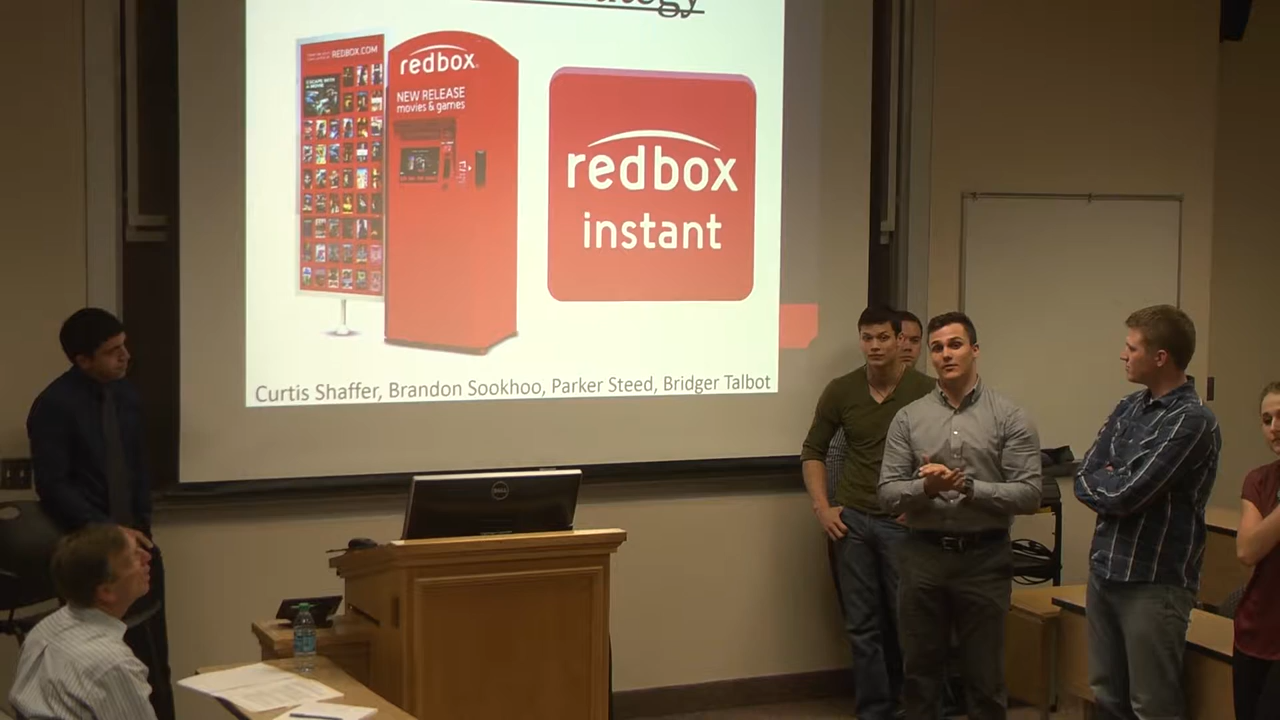 REDBOX.COM
redbox.
NEW RELEASE
movies & games
redbox
instant
Curtis Shaffer, Brandon Sookhoo, Parker Steed, Bridger Talbot
DELL